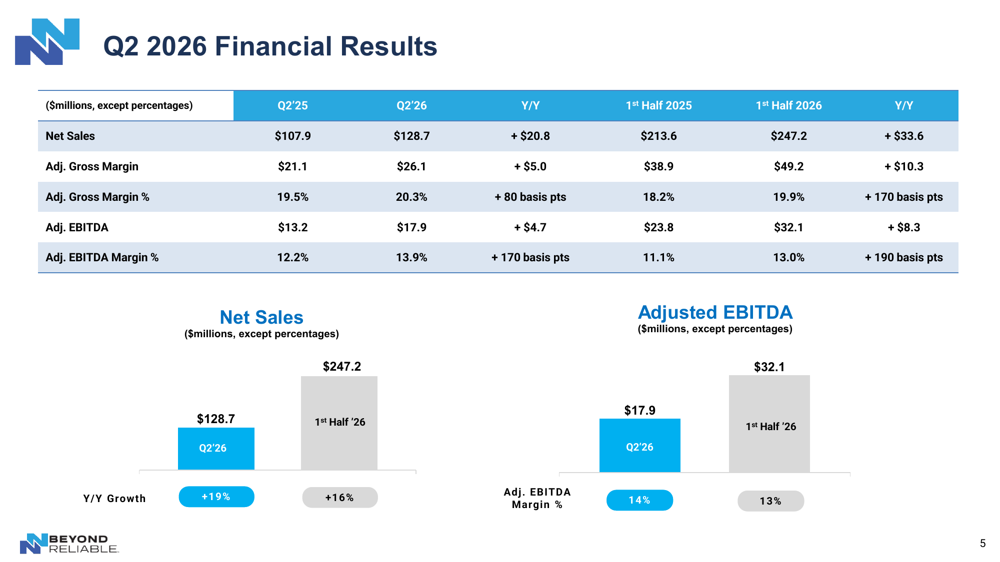 Q2 2026 Financial Results
($millions, except percentages) Q2’25 Q2’26 Y/Y 1st Half 2025 1st Half 2026 Y/Y
Net Sales $107.9 $128.7 + $20.8 $213.6 $247.2 + $33.6
Adj. Gross Margin $21.1 $26.1 + $5.0 $38.9 $49.2 + $10.3
Adj. Gross Margin % 19.5% 20.3% + 80 basis pts 18.2% 19.9% + 170 basis pts
Adj. EBITDA $13.2 $17.9 + $4.7 $23.8 $32.1 + $8.3
Adj. EBITDA Margin % 12.2% 13.9% + 170 basis pts 11.1% 13.0% + 190 basis pts
Net Sales
($millions, except percentages)
$247.2
$128.7
1st Half ’26
Q2’26
Y/Y Growth +19% +16%
Adjusted EBITDA
($millions, except percentages)
$32.1
$17.9
1st Half ’26
Q2’26
Adj. EBITDA
Margin %
14% 13%
BEYOND
RELIABLE
5